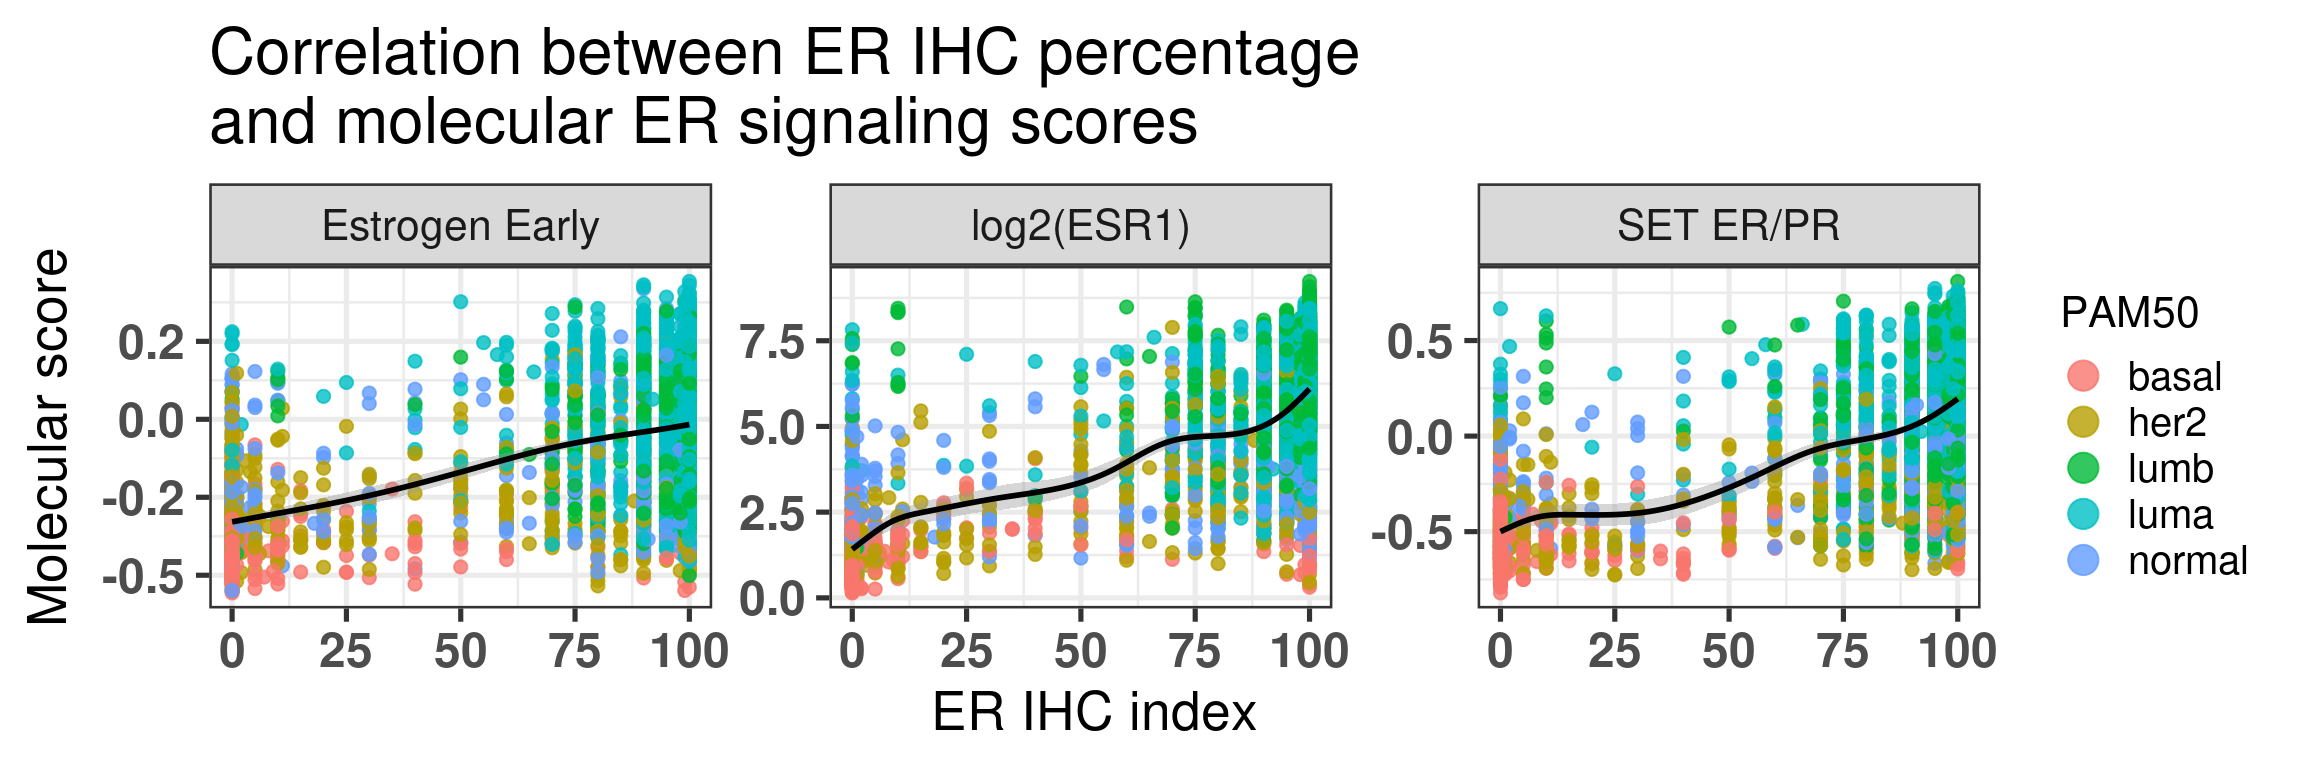 Correlation between ER IHC percentage
and molecular ER signaling scores
Estrogen Early
log2(ESR1)
SET ER/PR
Molecular score
0.2
0.0
-0.2
-0.5
7.5
5.0
2.5
0.0
0.5
0.0
-0.5
0 25 50 75 100
0 25 50 75 100
0 25 50 75 100
ER IHC index
PAM50
basal
her2
lumb
luma
normal